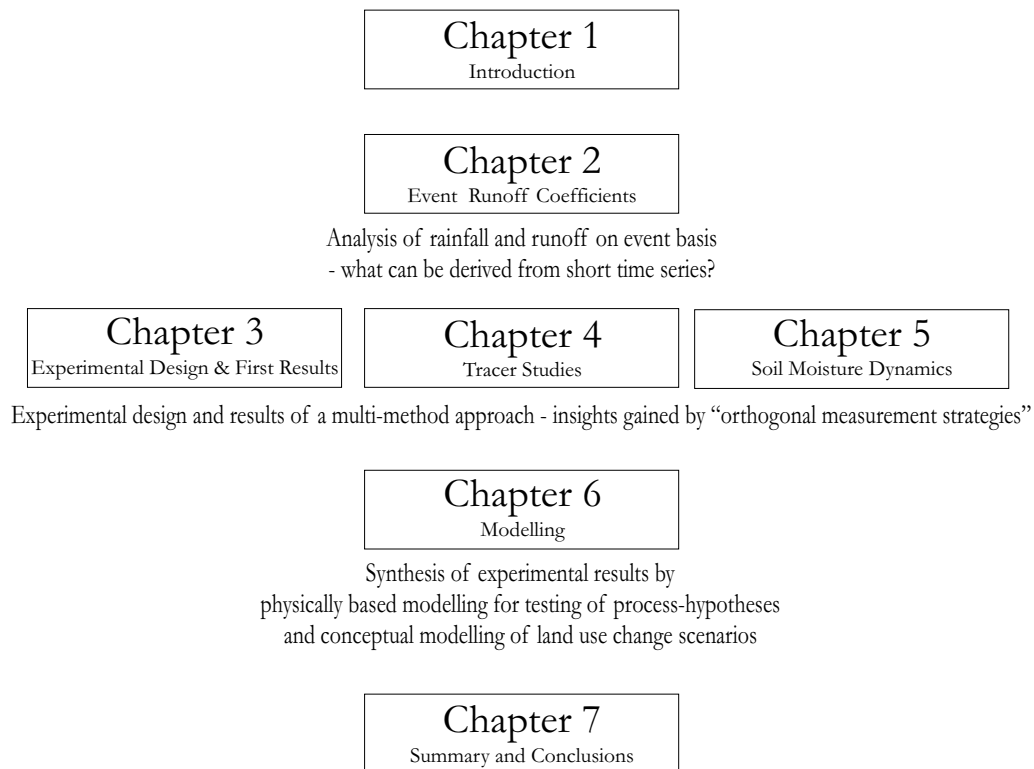 Chapter 1
Introduction
Chapter 2
Event Runoff Coefficients
Analysis of rainfall and runoff on event basis
- what can be derived from short time series?
Chapter 3
Experimental Design & First Results
Chapter 4
Tracer Studies
Chapter 5
Soil Moisture Dynamics
Experimental design and results of a multi-method approach - insights gained by “orthogonal measurement strategies”
Chapter 6
Modelling
Synthesis of experimental results by
physically based modelling for testing of process-hypotheses
and conceptual modelling of land use change scenarios
Chapter 7
Summary and Conclusions